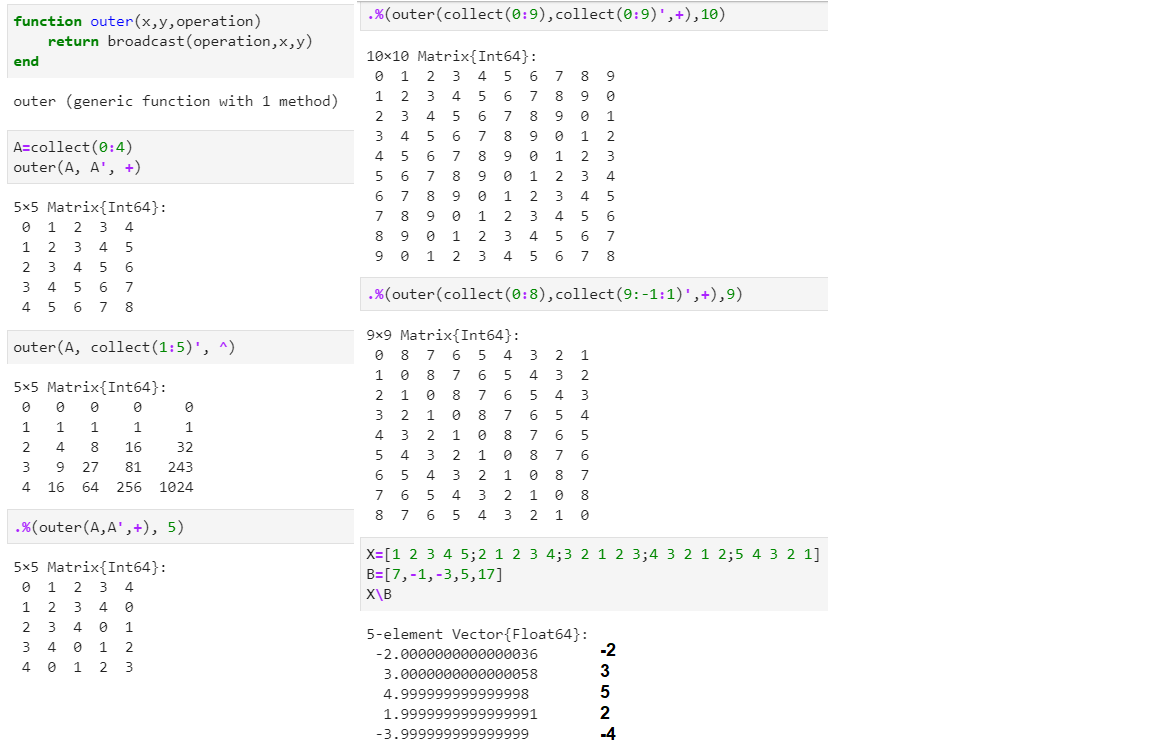 function outer(x,y,operation)
    return broadcast(operation,x,y)
end
outer (generic function with 1 method)
A=collect(0:4)
outer(A, A', +)
5×5 Matrix{Int64}:
 0  1  2  3  4
 1  2  3  4  5
 2  3  4  5  6
 3  4  5  6  7
 4  5  6  7  8
outer(A, collect(1:5)', ^)
5×5 Matrix{Int64}:
 0   0   0    0     0
 1   1   1    1     1
 2   4   8   16    32
 3   9  27   81   243
 4  16  64  256  1024
.%(outer(A,A',+), 5)
5×5 Matrix{Int64}:
 0  1  2  3  4
 1  2  3  4  0
 2  3  4  0  1
 3  4  0  1  2
 4  0  1  2  3
.%(outer(collect(0:9),collect(0:9)',+),10)
10×10 Matrix{Int64}:
 0  1  2  3  4  5  6  7  8  9
 1  2  3  4  5  6  7  8  9  0
 2  3  4  5  6  7  8  9  0  1
 3  4  5  6  7  8  9  0  1  2
 4  5  6  7  8  9  0  1  2  3
 5  6  7  8  9  0  1  2  3  4
 6  7  8  9  0  1  2  3  4  5
 7  8  9  0  1  2  3  4  5  6
 8  9  0  1  2  3  4  5  6  7
 9  0  1  2  3  4  5  6  7  8
.%(outer(collect(0:8),collect(9:-1:1)',+),9)
9×9 Matrix{Int64}:
 0  8  7  6  5  4  3  2  1
 1  0  8  7  6  5  4  3  2
 2  1  0  8  7  6  5  4  3
 3  2  1  0  8  7  6  5  4
 4  3  2  1  0  8  7  6  5
 5  4  3  2  1  0  8  7  6
 6  5  4  3  2  1  0  8  7
 7  6  5  4  3  2  1  0  8
 8  7  6  5  4  3  2  1  0
X=[1 2 3 4 5;2 1 2 3 4;3 2 1 2 3;4 3 2 1 2;5 4 3 2 1]
B=[7,-1,-3,5,17]
X\B
5-element Vector{Float64}:
 -2.0000000000000036 -2
  3.0000000000000058 3
  4.999999999999998 5
  1.9999999999999991 2
 -3.999999999999999 -4